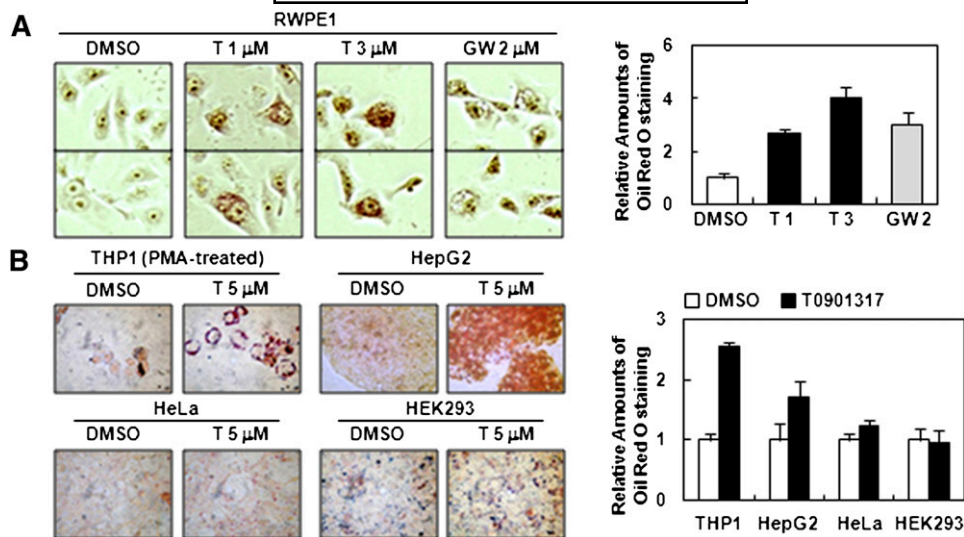 A
RWPE1
DMSO T 1 μM T 3 μM GW 2 μM
Relative Amounts of
Oil Red O staining
6
4
2
0
DMSO T 1 T 3 GW2
B
THP1 (PMA-treated) HepG2
DMSO T 5 μM DMSO T 5 μM
HeLa HEK293
DMSO T 5 μM DMSO T 5 μM
DMSO T0901317
Relative Amounts of
Oil Red O staining
3
2
1
0
THP1 HepG2 HeLa HEK293